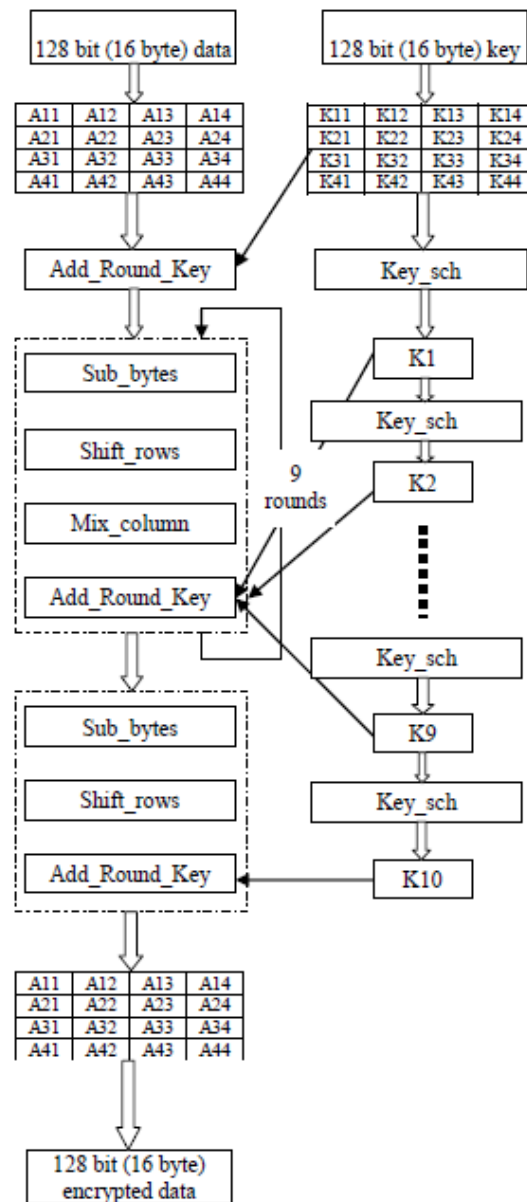 128 bit (16 byte) data
128 bit (16 byte) key
A11 A12 A13 A14
A21 A22 A23 A24
A31 A32 A33 A34
A41 A42 A43 A44
K11 K12 K13 K14
K21 K22 K23 K24
K31 K32 K33 K34
K41 K42 K43 K44
Add_Round_Key
Key_sch
Sub_bytes
Shift_rows
Mix_column
Add_Round_Key
9
rounds
K1
Key_sch
K2
Key_sch
K9
Key_sch
K10
Sub_bytes
Shift_rows
Add_Round_Key
A11 A12 A13 A14
A21 A22 A23 A24
A31 A32 A33 A34
A41 A42 A43 A44
128 bit (16 byte)
encrypted data